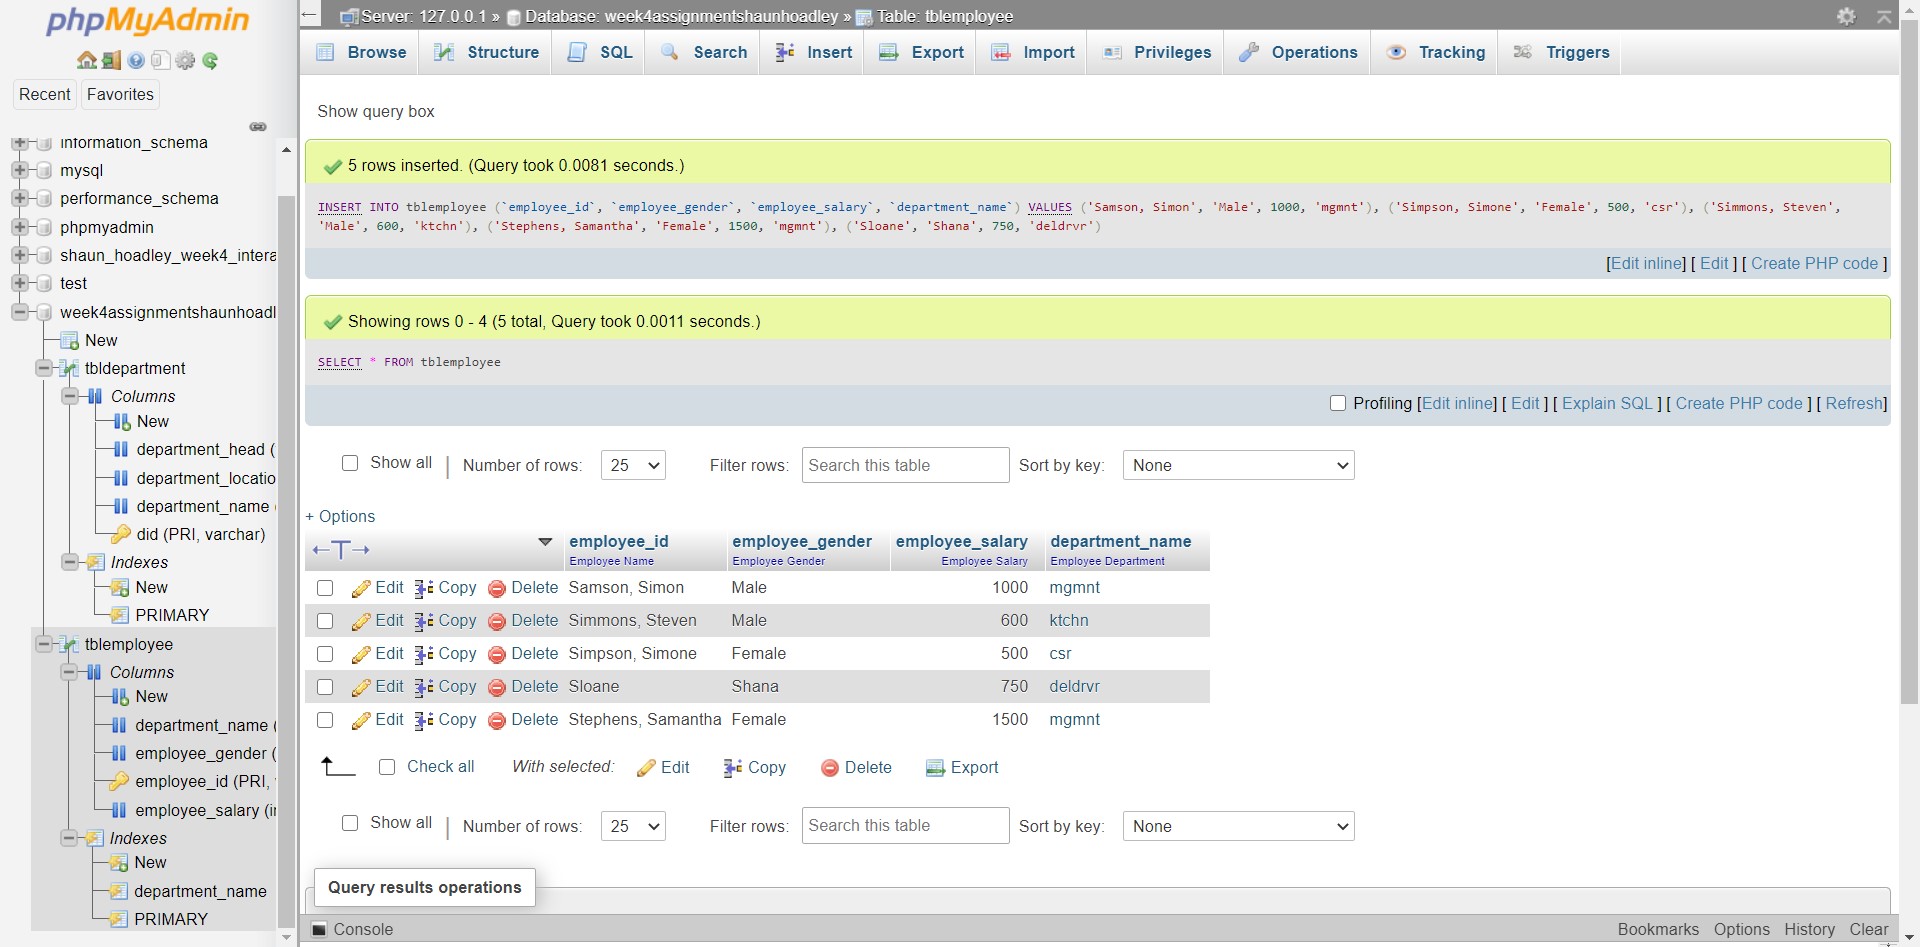 phpMyAdmin
Recent
Favorites
information_schema
mysql
performance_schema
phpmyadmin
shaun_hoadley_week4_intera
test
week4assignmentshaunhoadl
New
tbldepartment
Columns
New
department_head (
department_locatio
department_name
did (PRI, varchar)
Indexes
New
PRIMARY
tblemployee
Columns
New
department_name (
employee_gender (
employee_id (PRI,
employee_salary (in
Indexes
New
department_name
PRIMARY
Server: 127.0.0.1 » Database: week4assignmentshaunhoadley » Table: tblemployee
Browse Structure SQL Search Insert Export Import Privileges Operations Tracking Triggers
Show query box
5 rows inserted. (Query took 0.0081 seconds.)
INSERT INTO tblemployee (`employee_id`, `employee_gender`, `employee_salary`, `department_name`) VALUES ('Samson, Simon', 'Male', 1000, 'mgmnt'), ('Simpson, Simone', 'Female', 500, 'csr'), ('Simmons, Steven',
'Male', 600, 'ktchn'), ('Stephens, Samantha', 'Female', 1500, 'mgmnt'), ('Sloane', 'Shana', 750, 'deldrvr')
[Edit inline] [ Edit ] [ Create PHP code ]
Showing rows 0 - 4 (5 total, Query took 0.0011 seconds.)
SELECT * FROM tblemployee
Profiling [Edit inline] [ Edit ] [ Explain SQL ] [ Create PHP code ] [ Refresh]
Show all | Number of rows: 25 Filter rows: Search this table Sort by key: None
+ Options
←T→ employee_id employee_gender employee_salary department_name
Employee Name Employee Gender Employee Salary Employee Department
Edit Copy Delete Samson, Simon Male 1000 mgmnt
Edit Copy Delete Simmons, Steven Male 600 ktchn
Edit Copy Delete Simpson, Simone Female 500 csr
Edit Copy Delete Sloane Shana 750 deldrvr
Edit Copy Delete Stephens, Samantha Female 1500 mgmnt
Check all With selected: Edit Copy Delete Export
Show all | Number of rows: 25 Filter rows: Search this table Sort by key: None
Query results operations
Console Bookmarks Options History Clear